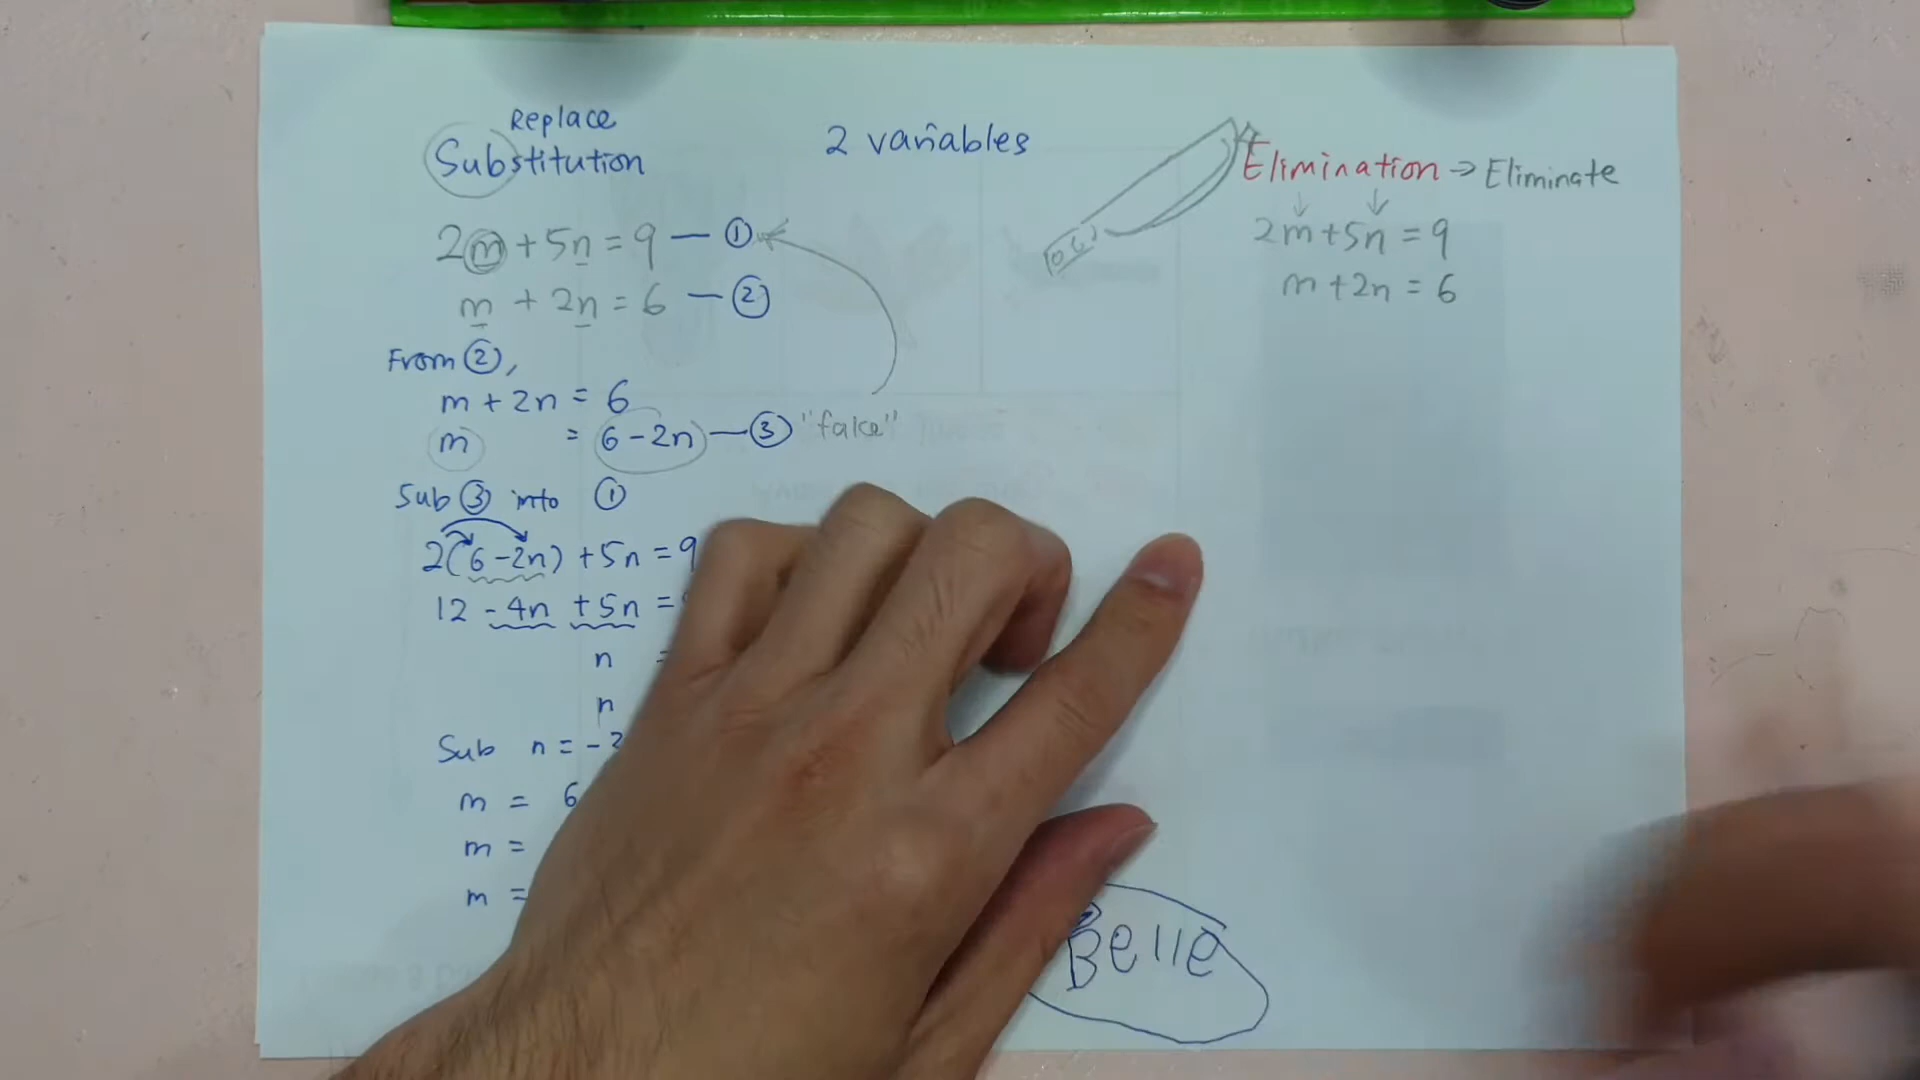 Replace
Substitution
2 variables
2m + 5n = 9 — ①
m + 2n = 6 — ②
From ②,
m + 2n = 6
m = 6 - 2n — ③ "fake"
Sub ③ into ①
2(6 - 2n) + 5n = 9
12 - 4n + 5n =
n =
n
Sub n = - 2
m = 6
m =
m =
Elimination → Eliminate
2m + 5n = 9
m + 2n = 6
Belle